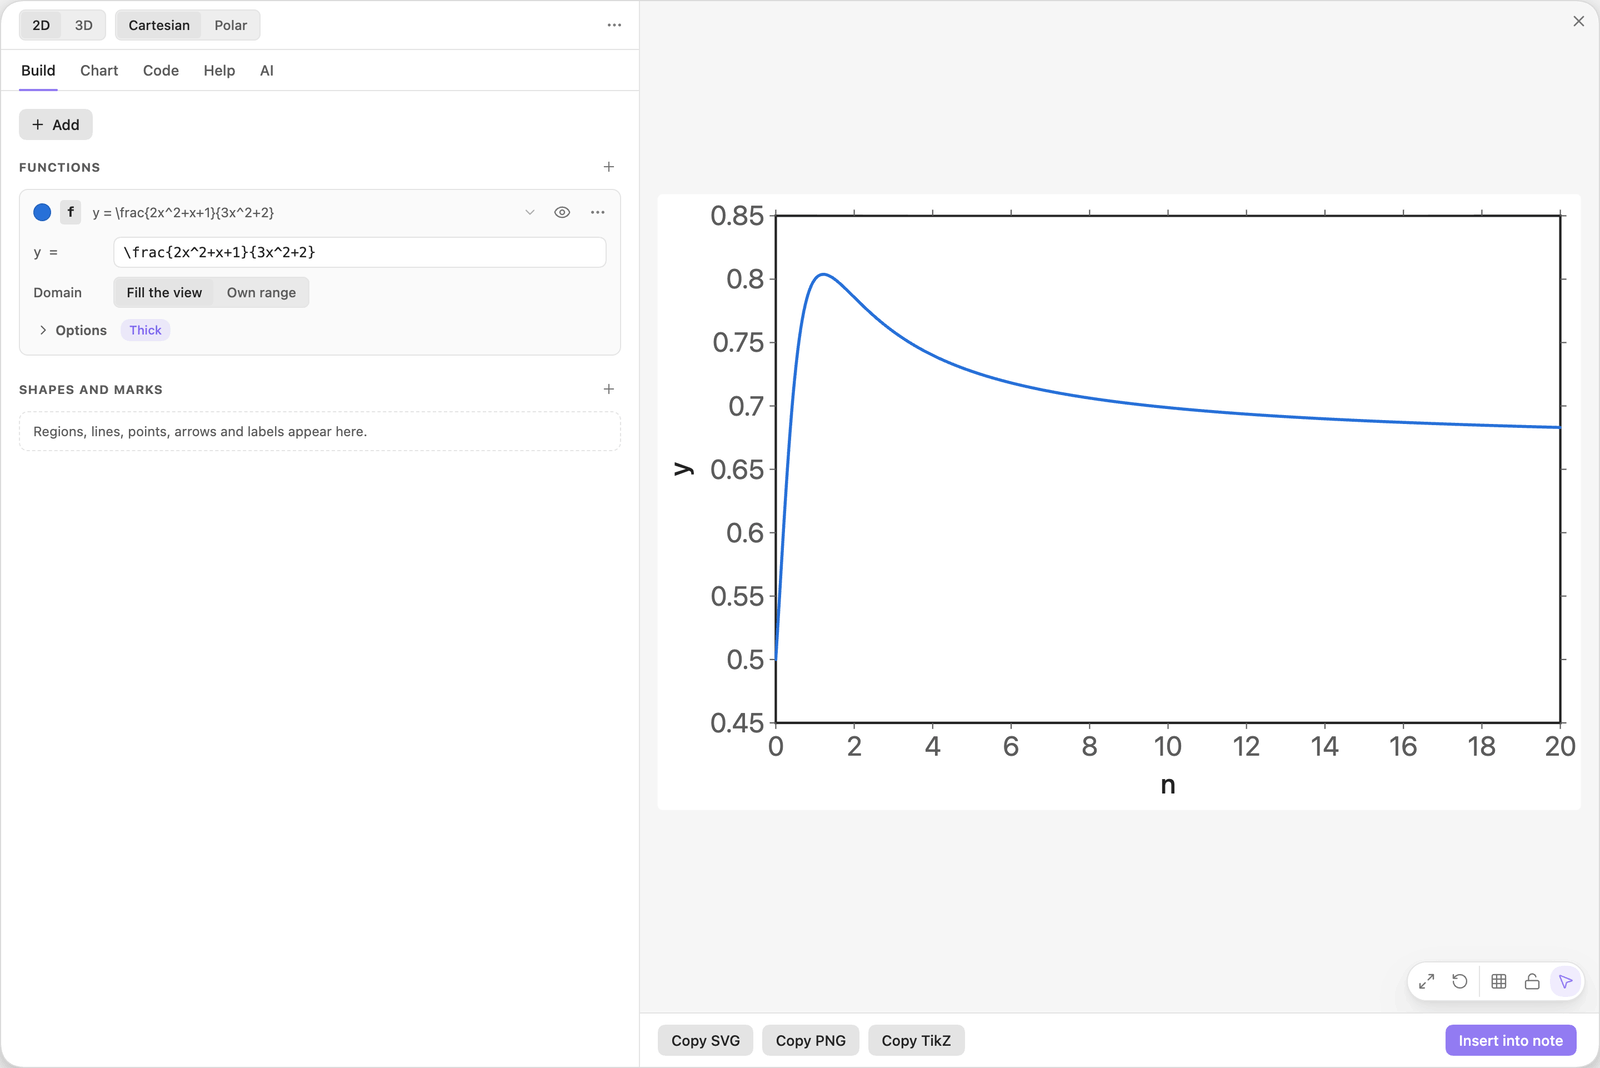 2D 3D Cartesian Polar
Build Chart Code Help AI
+ Add
FUNCTIONS
f y = \frac{2x^2+x+1}{3x^2+2}
y = \frac{2x^2+x+1}{3x^2+2}
Domain Fill the view Own range
Options Thick
SHAPES AND MARKS
Regions, lines, points, arrows and labels appear here.
0.85
0.8
0.75
0.7
0.65
0.6
0.55
0.5
0.45
y
0 2 4 6 8 10 12 14 16 18 20
n
Copy SVG Copy PNG Copy TikZ Insert into note